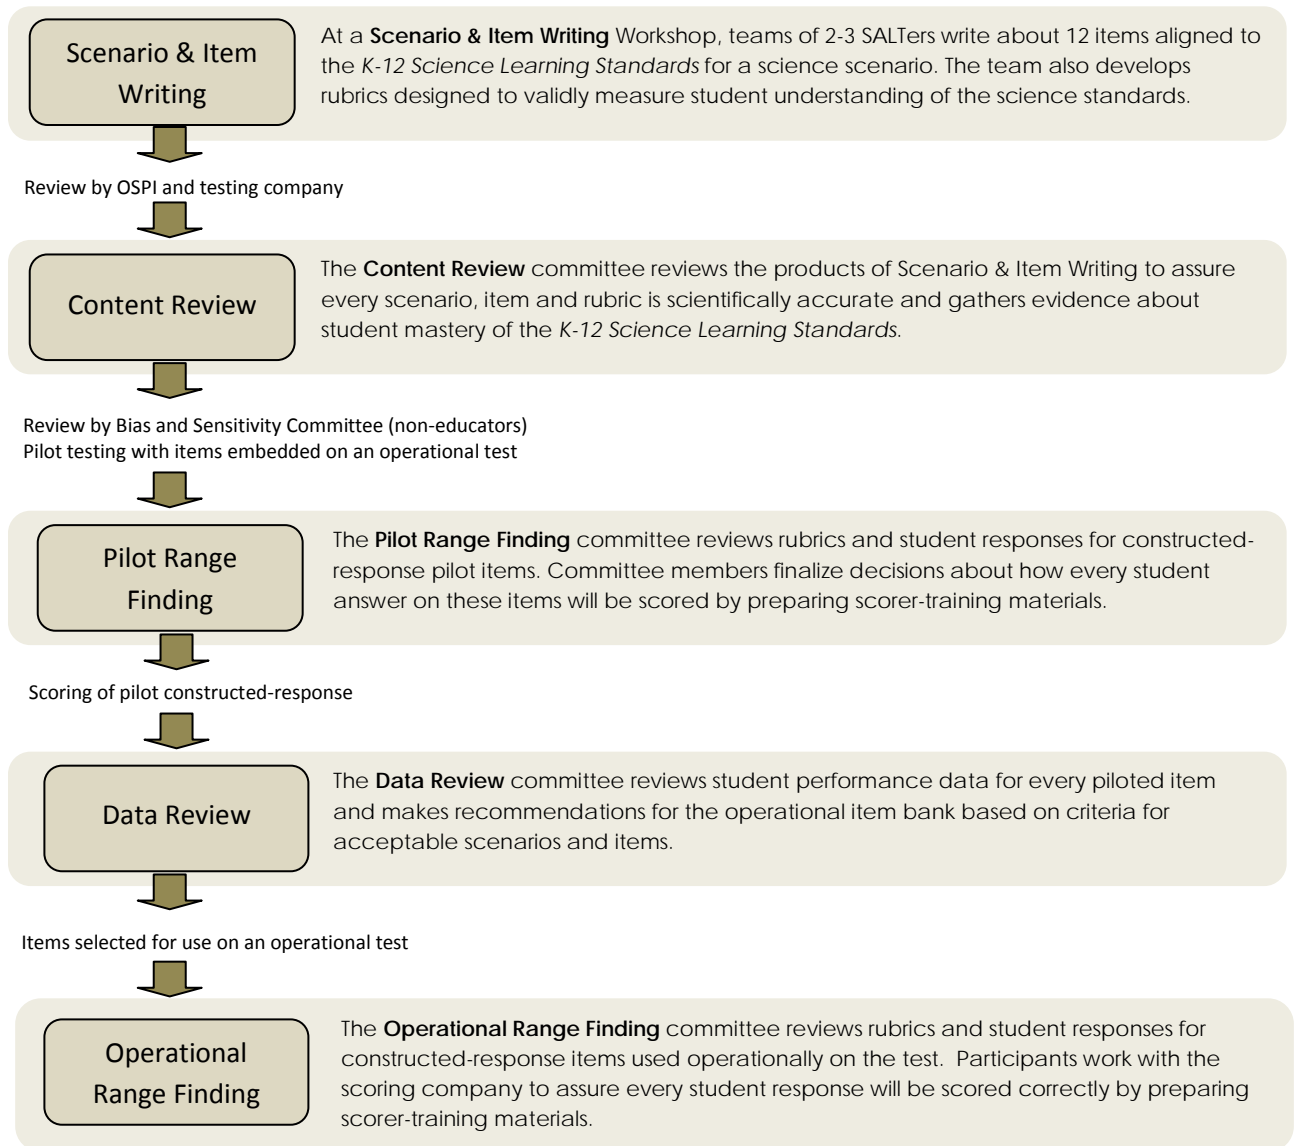 Scenario & Item
Writing
At a Scenario & Item Writing Workshop, teams of 2-3 SALTers write about 12 items aligned to
the K-12 Science Learning Standards for a science scenario. The team also develops
rubrics designed to validly measure student understanding of the science standards.
Review by OSPI and testing company
Content Review
The Content Review committee reviews the products of Scenario & Item Writing to assure
every scenario, item and rubric is scientifically accurate and gathers evidence about
student mastery of the K-12 Science Learning Standards.
Review by Bias and Sensitivity Committee (non-educators)
Pilot testing with items embedded on an operational test
Pilot Range
Finding
The Pilot Range Finding committee reviews rubrics and student responses for constructed-
response pilot items. Committee members finalize decisions about how every student
answer on these items will be scored by preparing scorer-training materials.
Scoring of pilot constructed-response
Data Review
The Data Review committee reviews student performance data for every piloted item
and makes recommendations for the operational item bank based on criteria for
acceptable scenarios and items.
Items selected for use on an operational test
Operational
Range Finding
The Operational Range Finding committee reviews rubrics and student responses for
constructed-response items used operationally on the test.  Participants work with the
scoring company to assure every student response will be scored correctly by preparing
scorer-training materials.